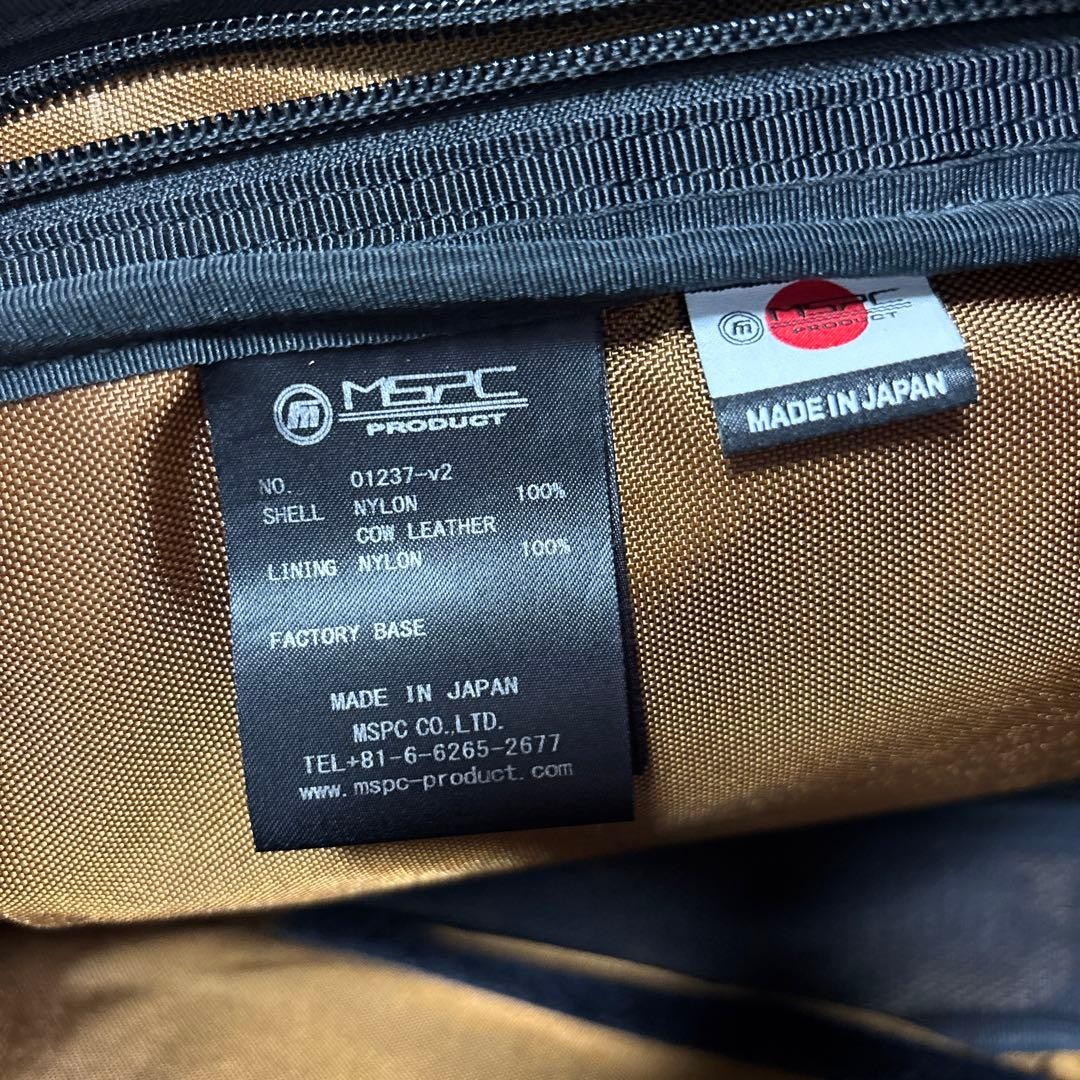 m MSPC
PRODUCT
NO. 01237-v2
SHELL NYLON 100%
COW LEATHER
LINING NYLON 100%
FACTORY BASE
MADE IN JAPAN
MSPC CO.,LTD.
TEL+81-6-6265-2677
www.mspc-product.com
m MSPC
PRODUCT
MADE IN JAPAN